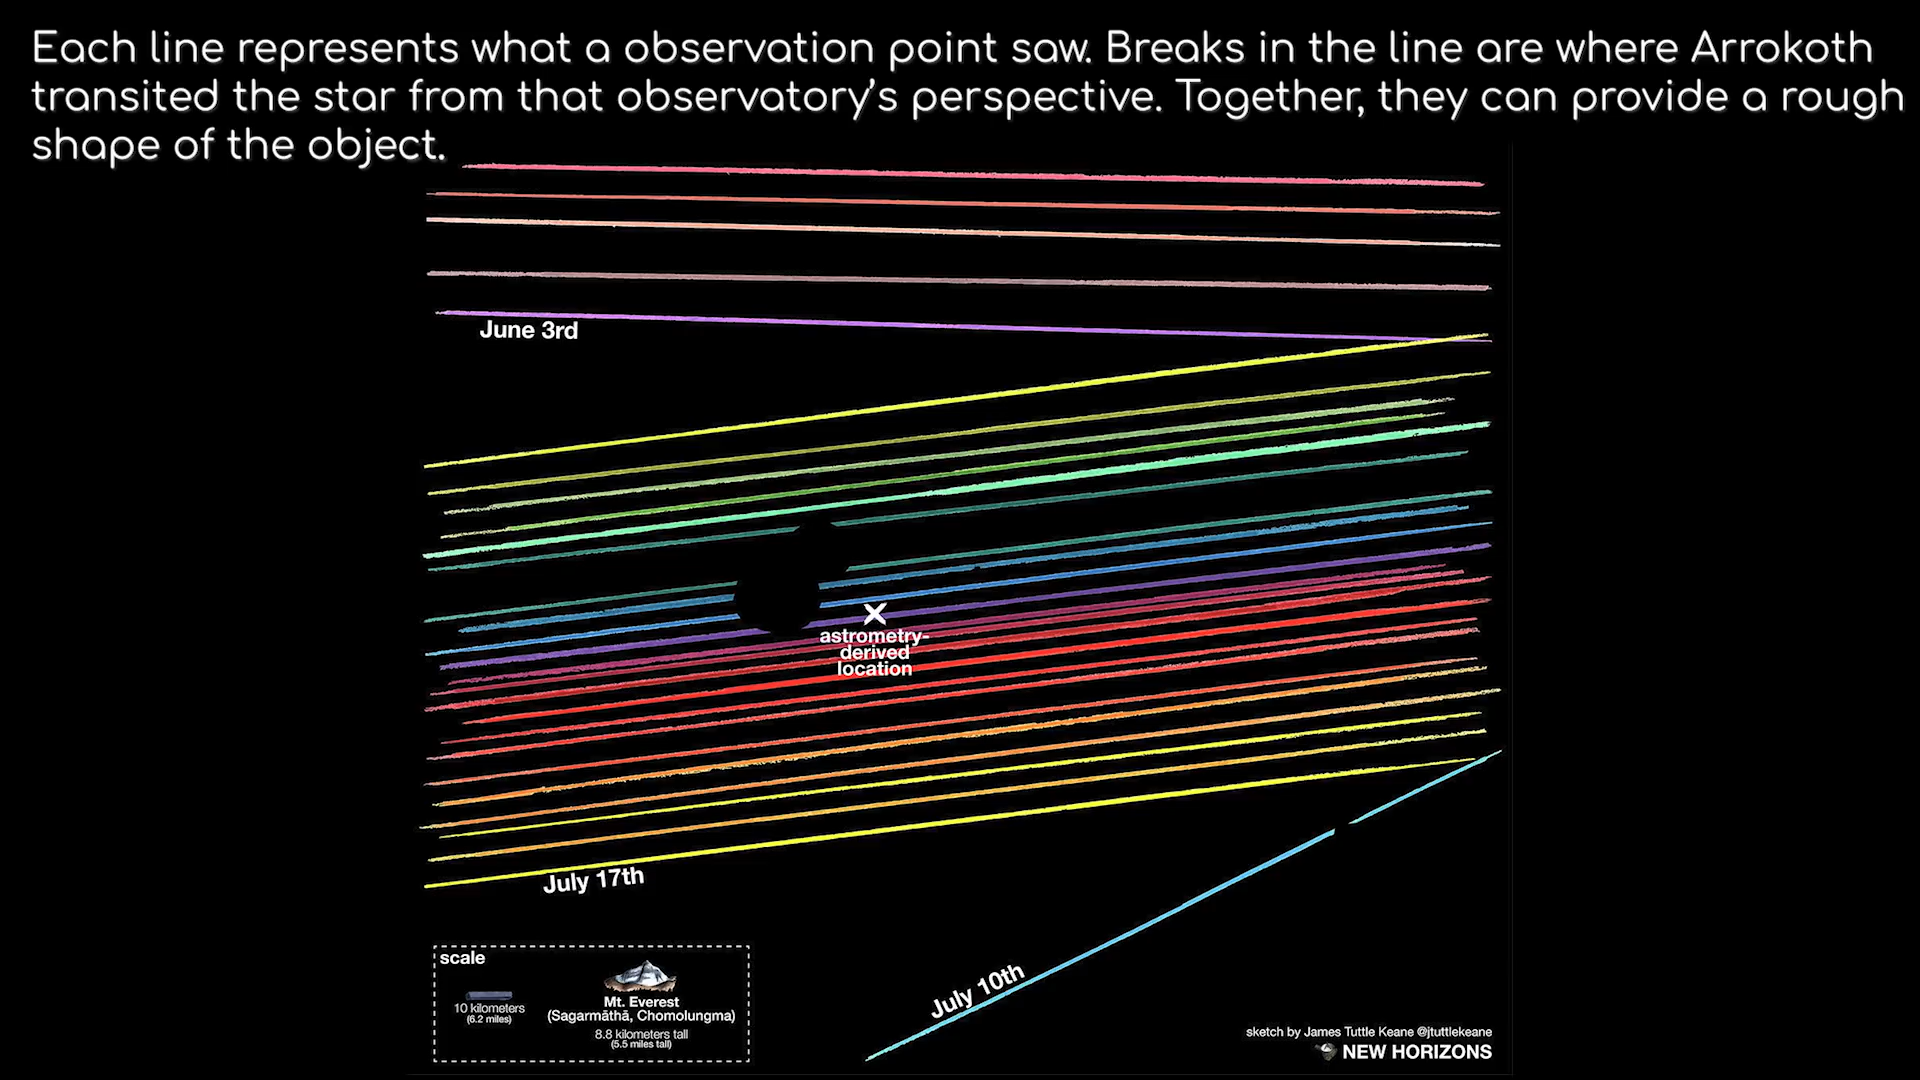 Each line represents what a observation point saw. Breaks in the line are where Arrokoth
transited the star from that observatory's perspective. Together, they can provide a rough
shape of the object.
June 3rd
astrometry-
derived
location
July 17th
July 10th
scale
10 kilometers
(6.2 miles)
Mt. Everest
(Sagarmāthā, Chomolungma)
8.8 kilometers tall
(5.5 miles tall)
sketch by James Tuttle Keane @jtuttlekeane
NEW HORIZONS